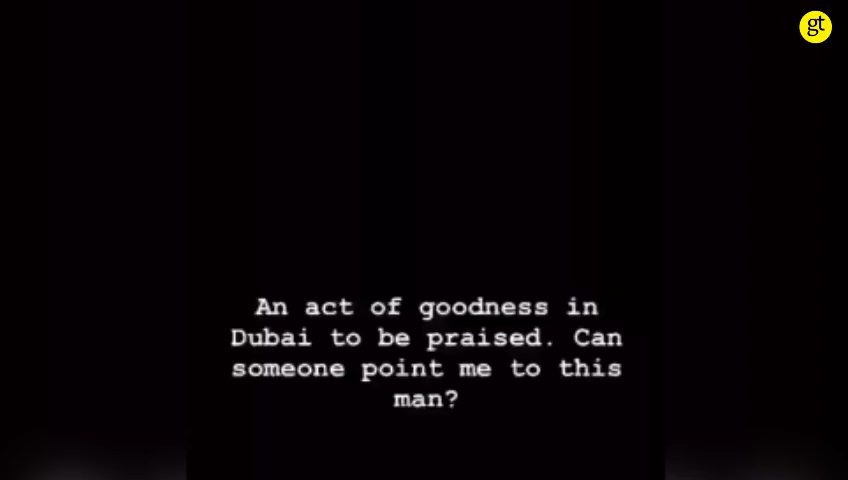 gt
An act of goodness in
Dubai to be praised. Can
someone point me to this
man?